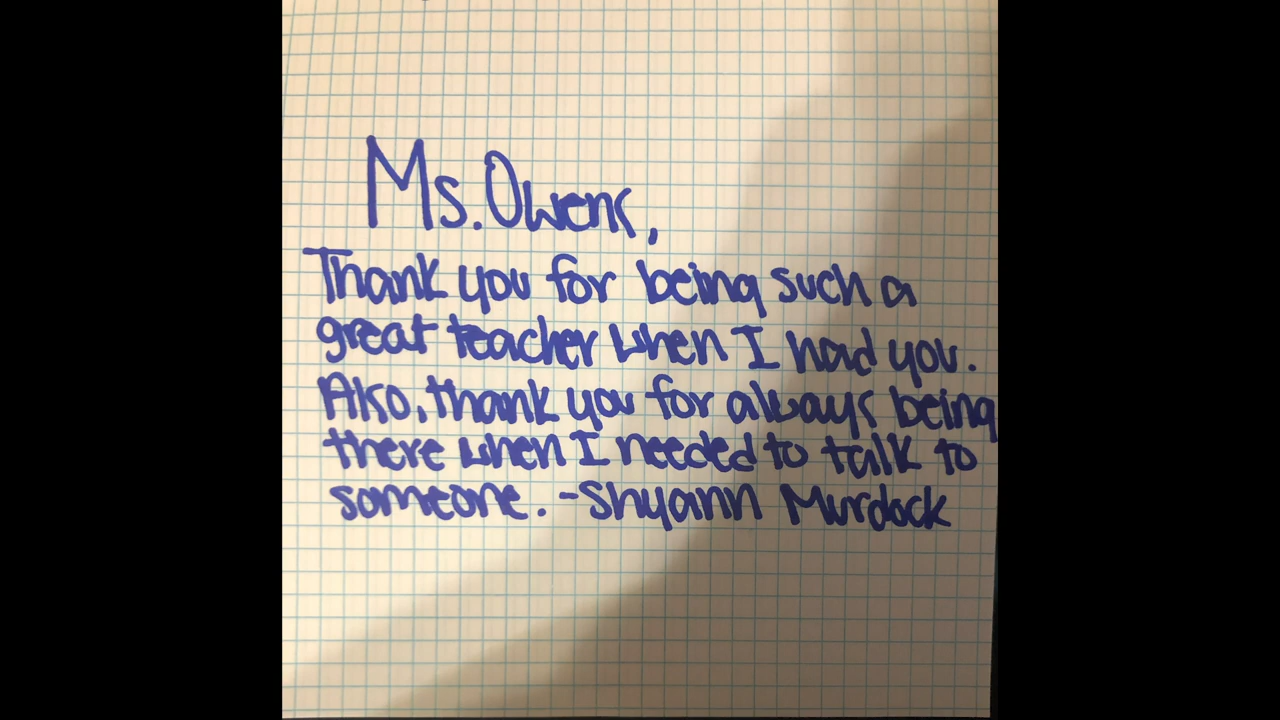 Ms. Owens,
Thank you for being such a
great teacher when I had you.
Also, thank you for always being
there when I needed to talk to
someone. -Shyann Murdock